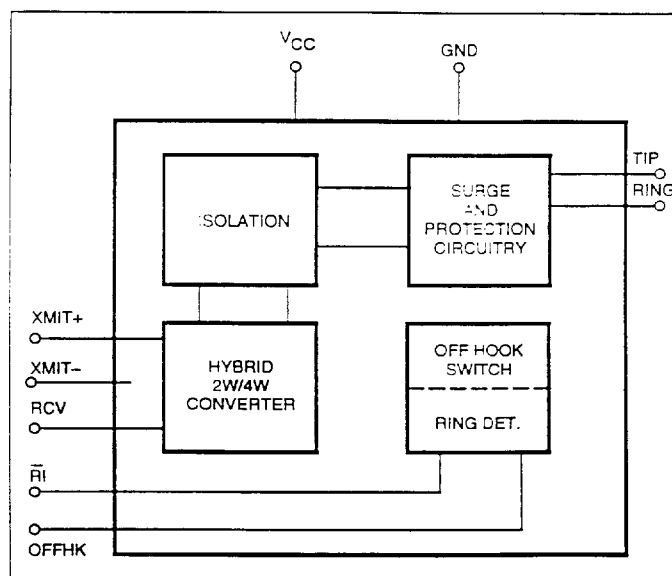 VCC
GND
TIP
RING
ISOLATION
SURGE
AND
PROTECTION
CIRCUITRY
XMIT+
XMIT–
RCV
HYBRID
2W/4W
CONVERTER
OFF HOOK
SWITCH
RING DET.
R̅I̅
OFFHK